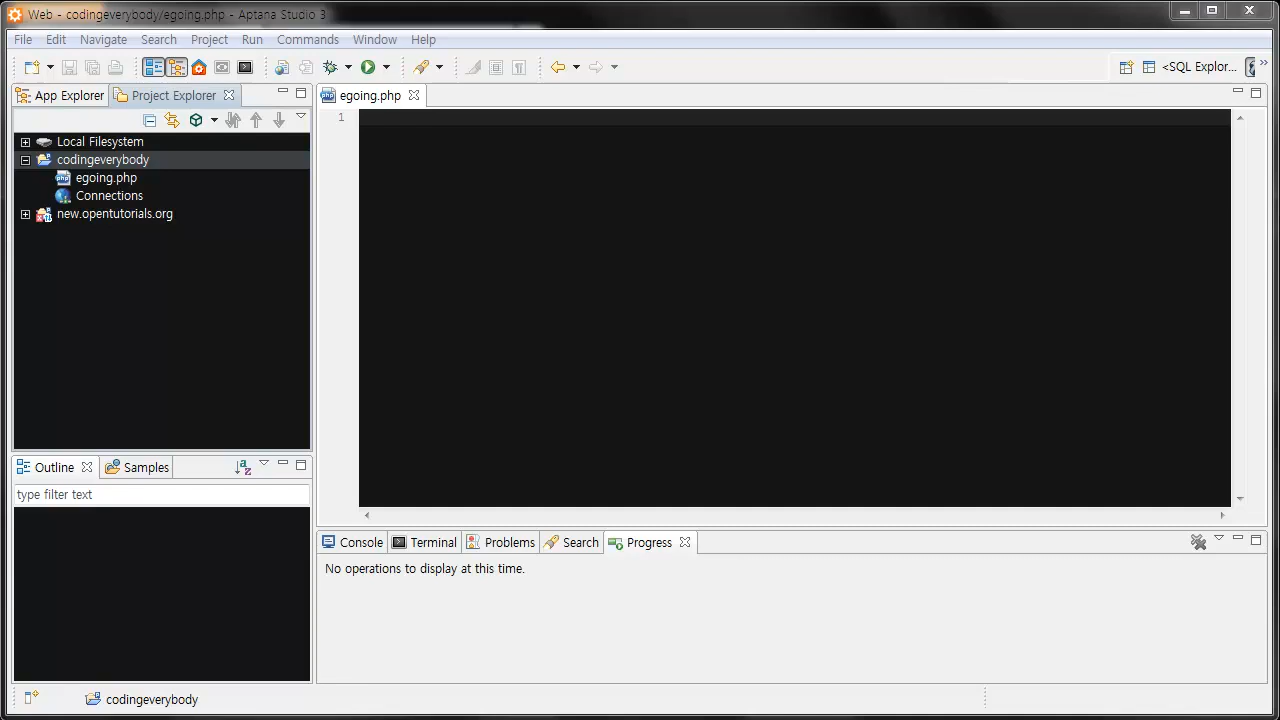 Web - codingeverybody/egoing.php - Aptana Studio 3
File Edit Navigate Search Project Run Commands Window Help
<SQL Explor...
App Explorer Project Explorer
egoing.php
1
Local Filesystem
codingeverybody
egoing.php
Connections
new.opentutorials.org
Outline Samples
type filter text
Console Terminal Problems Search Progress
No operations to display at this time.
codingeverybody